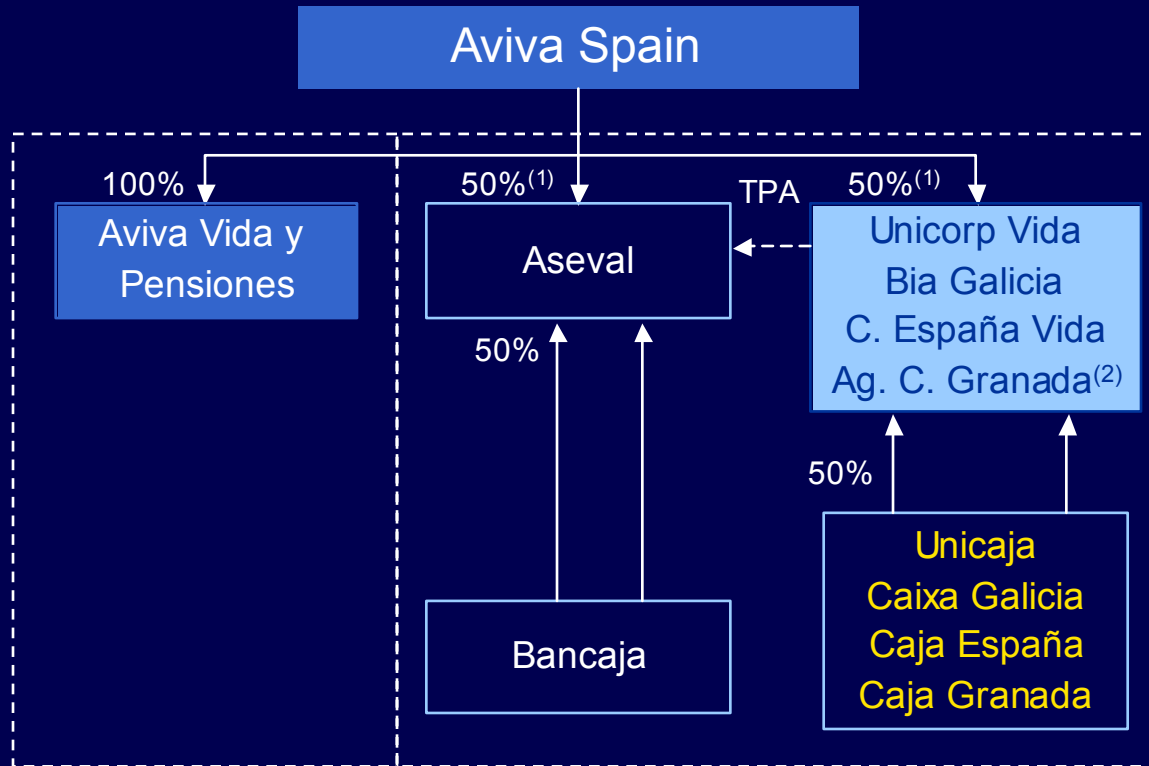 Aviva Spain
100%
50%(1)
TPA
50%(1)
Aviva Vida y
Pensiones
Aseval
Unicorp Vida
Bia Galicia
C. España Vida
Ag. C. Granada(2)
50%
50%
Bancaja
Unicaja
Caixa Galicia
Caja España
Caja Granada